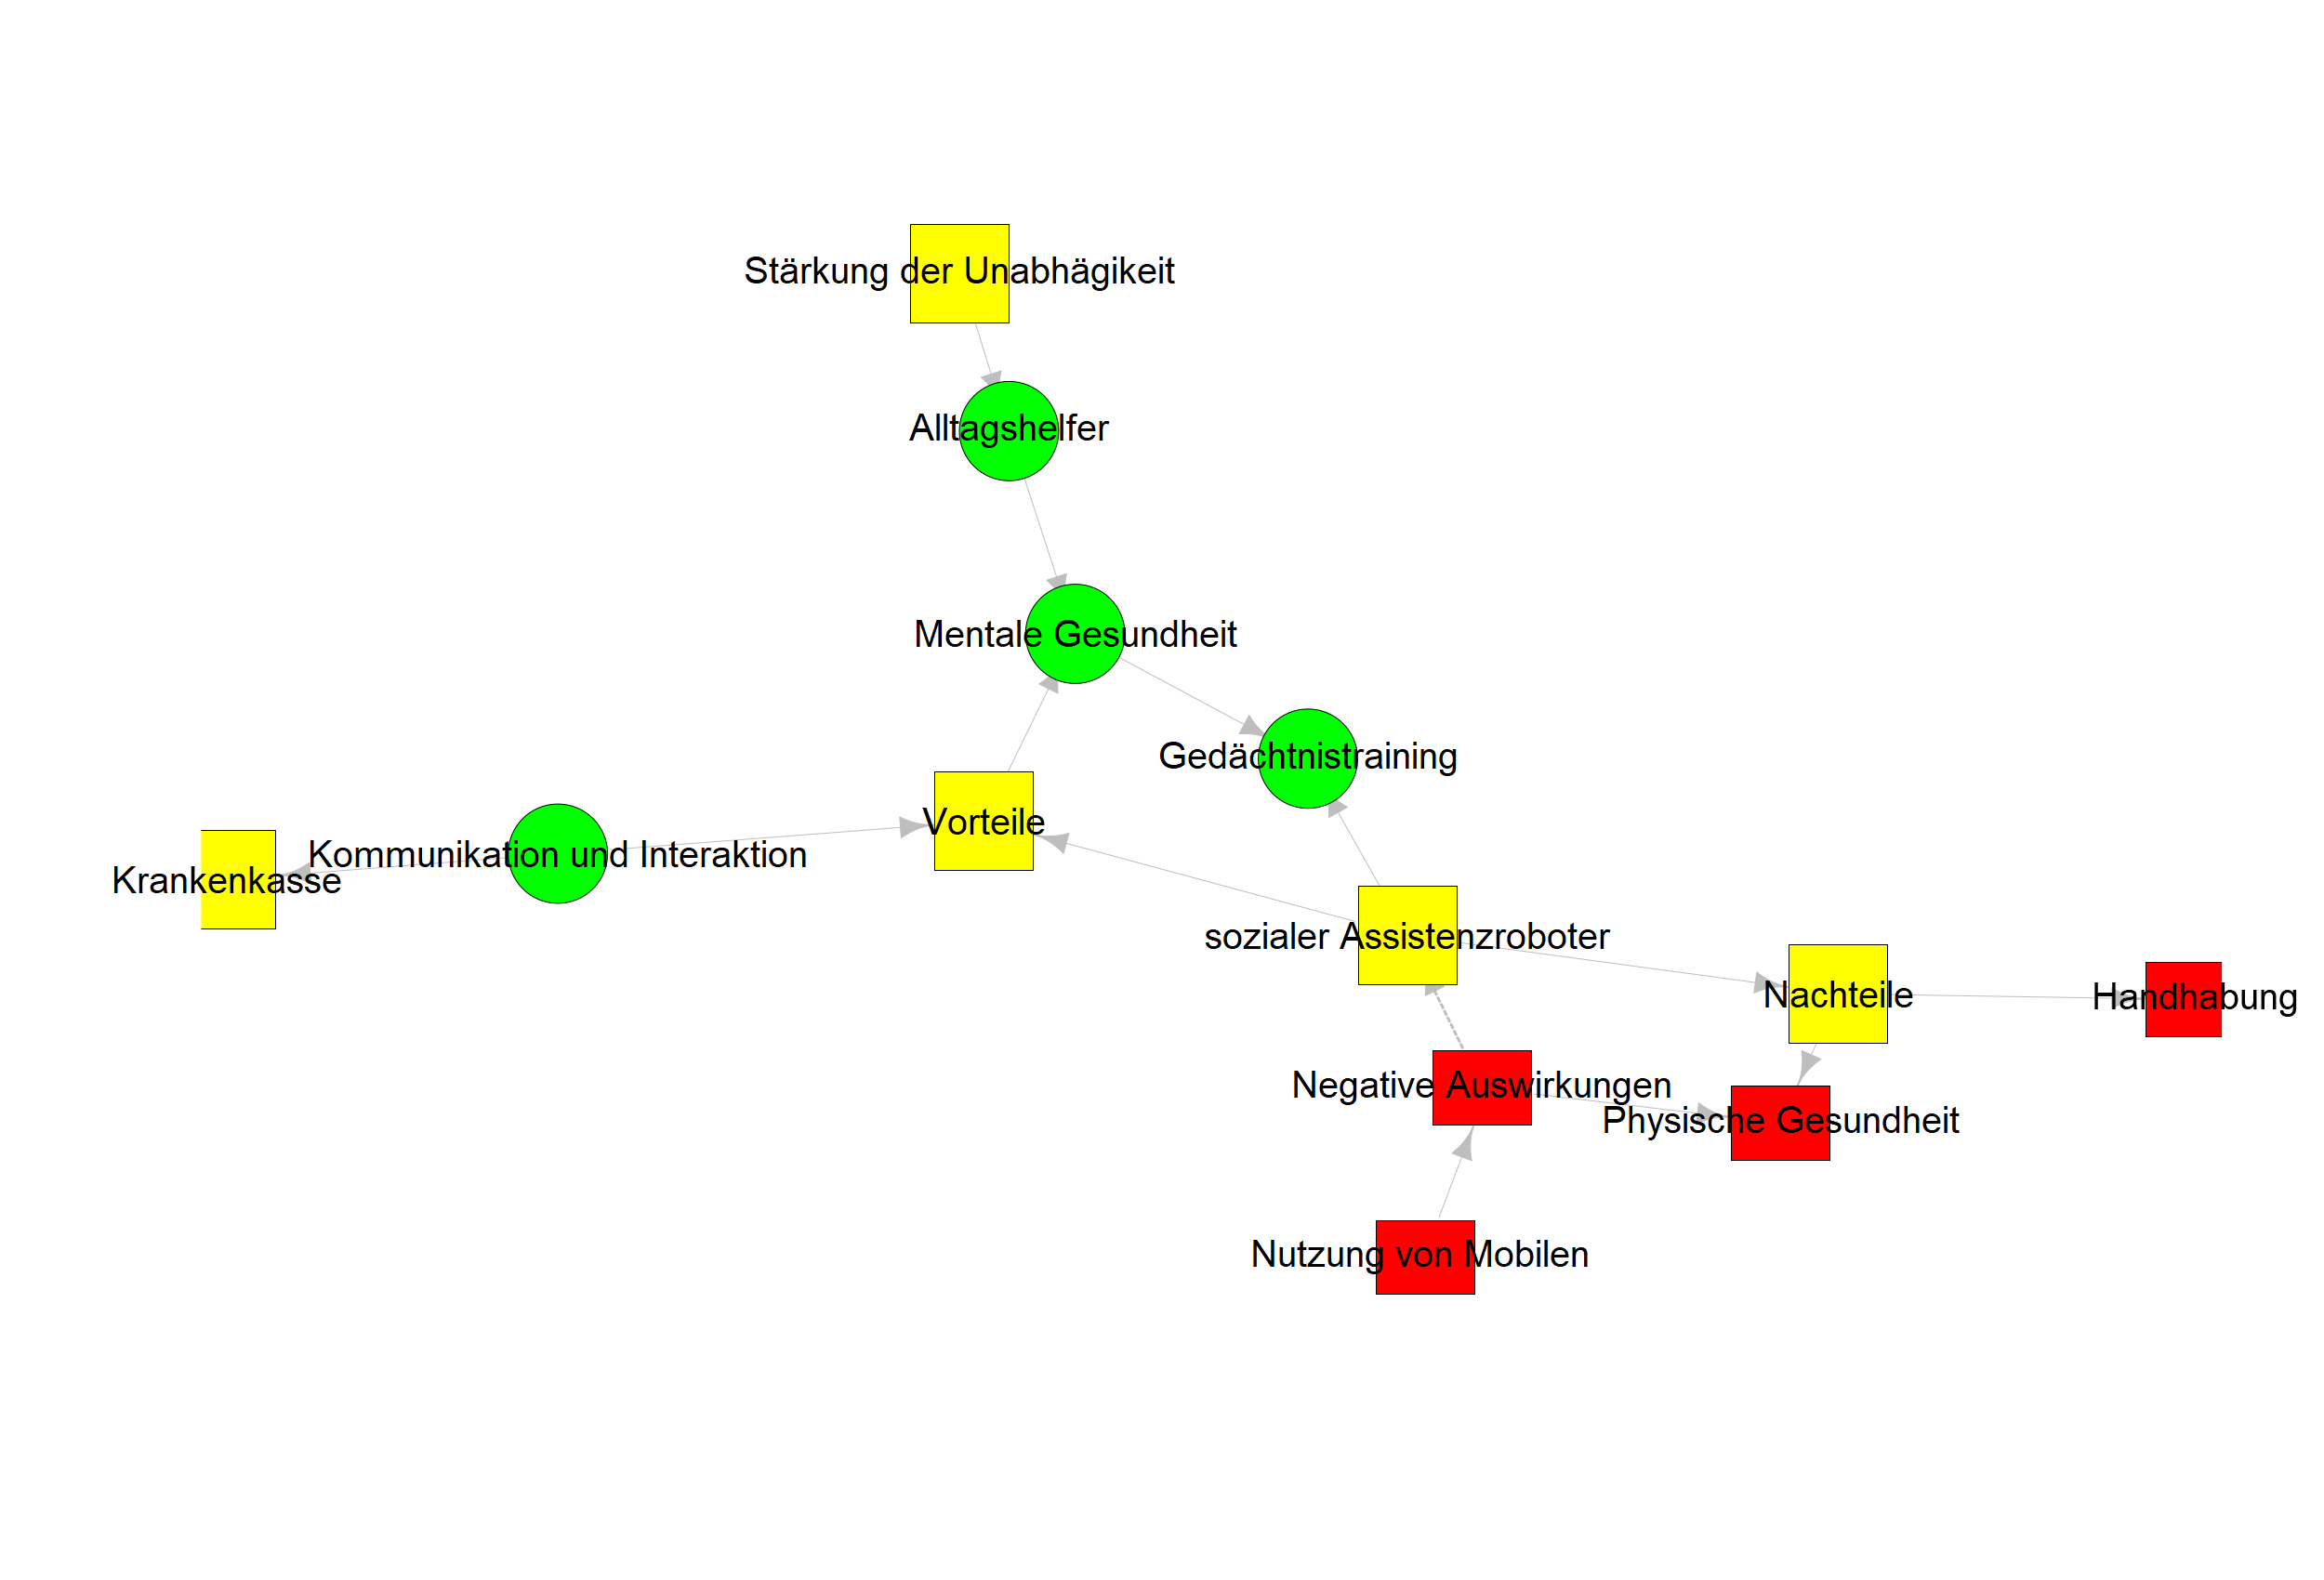 Stärkung der Unabhägikeit
Alltagshelfer
Mentale Gesundheit
Gedächtnistraining
Vorteile
Kommunikation und Interaktion
Krankenkasse
sozialer Assistenzroboter
Nachteile
Handhabung
Negative Auswirkungen
Physische Gesundheit
Nutzung von Mobilen